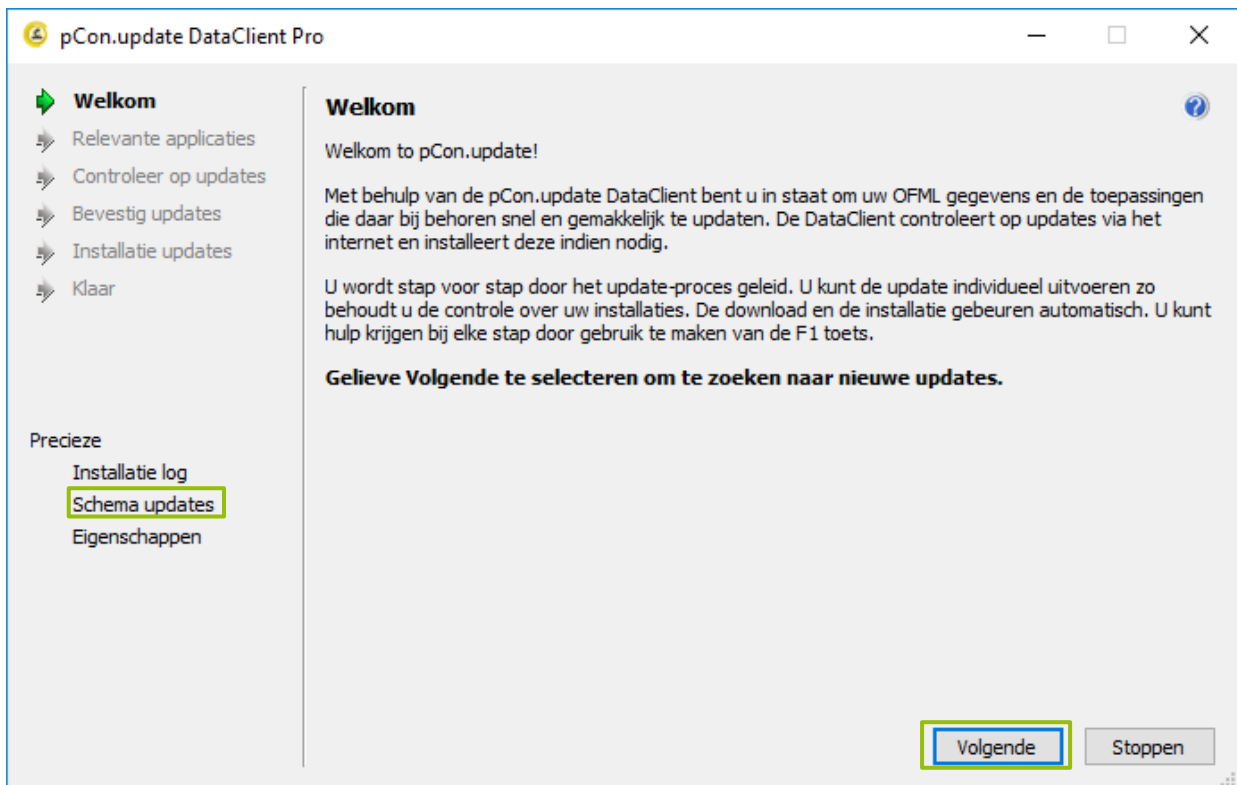 pCon.update DataClient Pro
Welkom
Relevante applicaties
Controleer op updates
Bevestig updates
Installatie updates
Klaar
Precieze
Installatie log
Schema updates
Eigenschappen
Welkom
Welkom to pCon.update!
Met behulp van de pCon.update DataClient bent u in staat om uw OFML gegevens en de toepassingen
die daar bij behoren snel en gemakkelijk te updaten. De DataClient controleert op updates via het
internet en installeert deze indien nodig.
U wordt stap voor stap door het update-proces geleid. U kunt de update individueel uitvoeren zo
behoudt u de controle over uw installaties. De download en de installatie gebeuren automatisch. U kunt
hulp krijgen bij elke stap door gebruik te maken van de F1 toets.
Gelieve Volgende te selecteren om te zoeken naar nieuwe updates.
Volgende
Stoppen